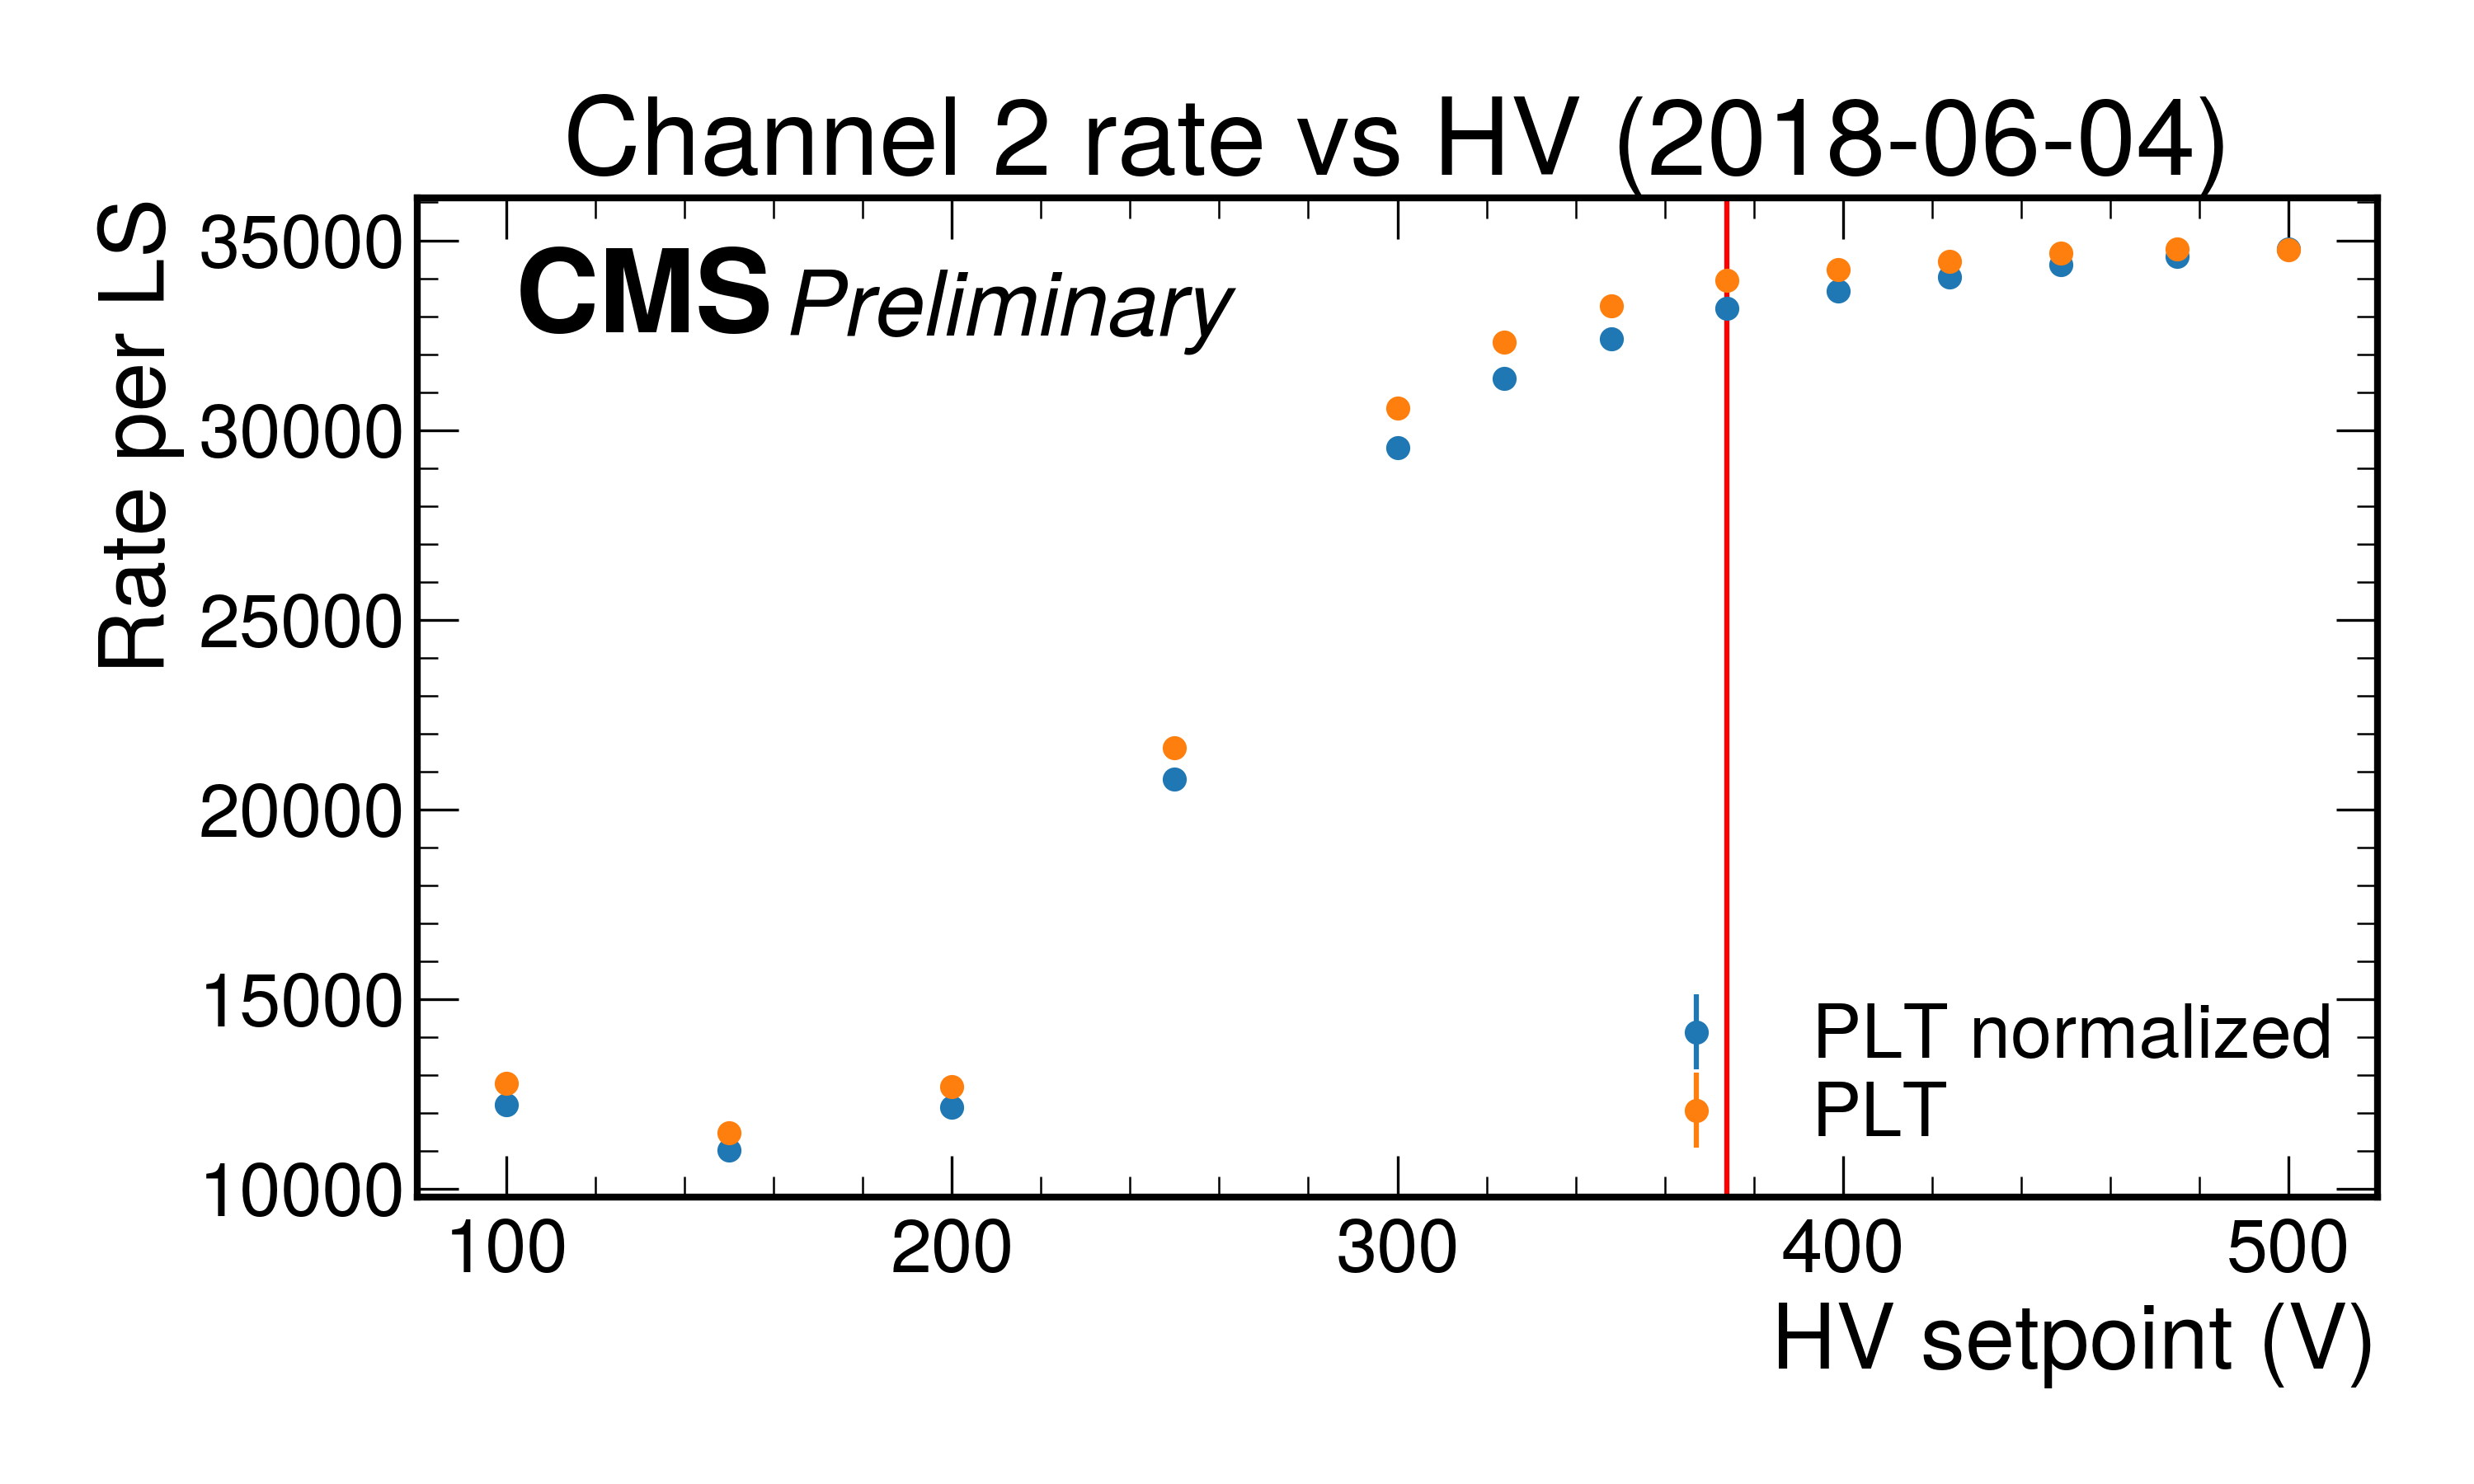 Channel 2 rate vs HV (2018-06-04)
Rate per LS
CMS Preliminary
35000
30000
25000
20000
15000
10000
PLT normalized
PLT
100 200 300 400 500
HV setpoint (V)